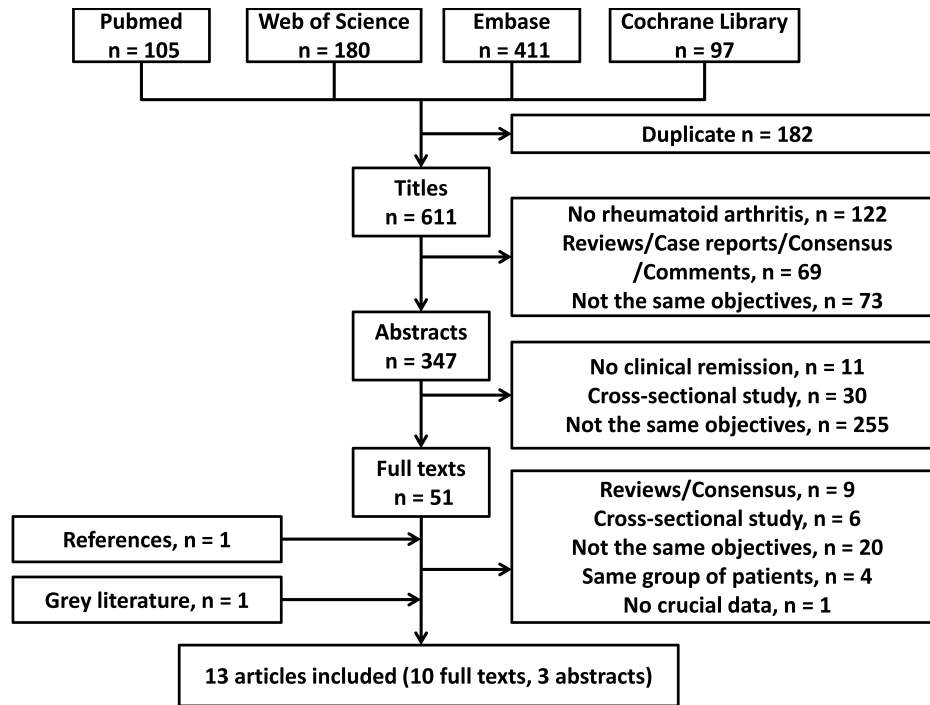 Pubmed
n = 105
Web of Science
n = 180
Embase
n = 411
Cochrane Library
n = 97
Duplicate n = 182
Titles
n = 611
No rheumatoid arthritis, n = 122
Reviews/Case reports/Consensus
/Comments, n = 69
Not the same objectives, n = 73
Abstracts
n = 347
No clinical remission, n = 11
Cross-sectional study, n = 30
Not the same objectives, n = 255
Full texts
n = 51
Reviews/Consensus, n = 9
Cross-sectional study, n = 6
Not the same objectives, n = 20
Same group of patients, n = 4
No crucial data, n = 1
References, n = 1
Grey literature, n = 1
13 articles included (10 full texts, 3 abstracts)